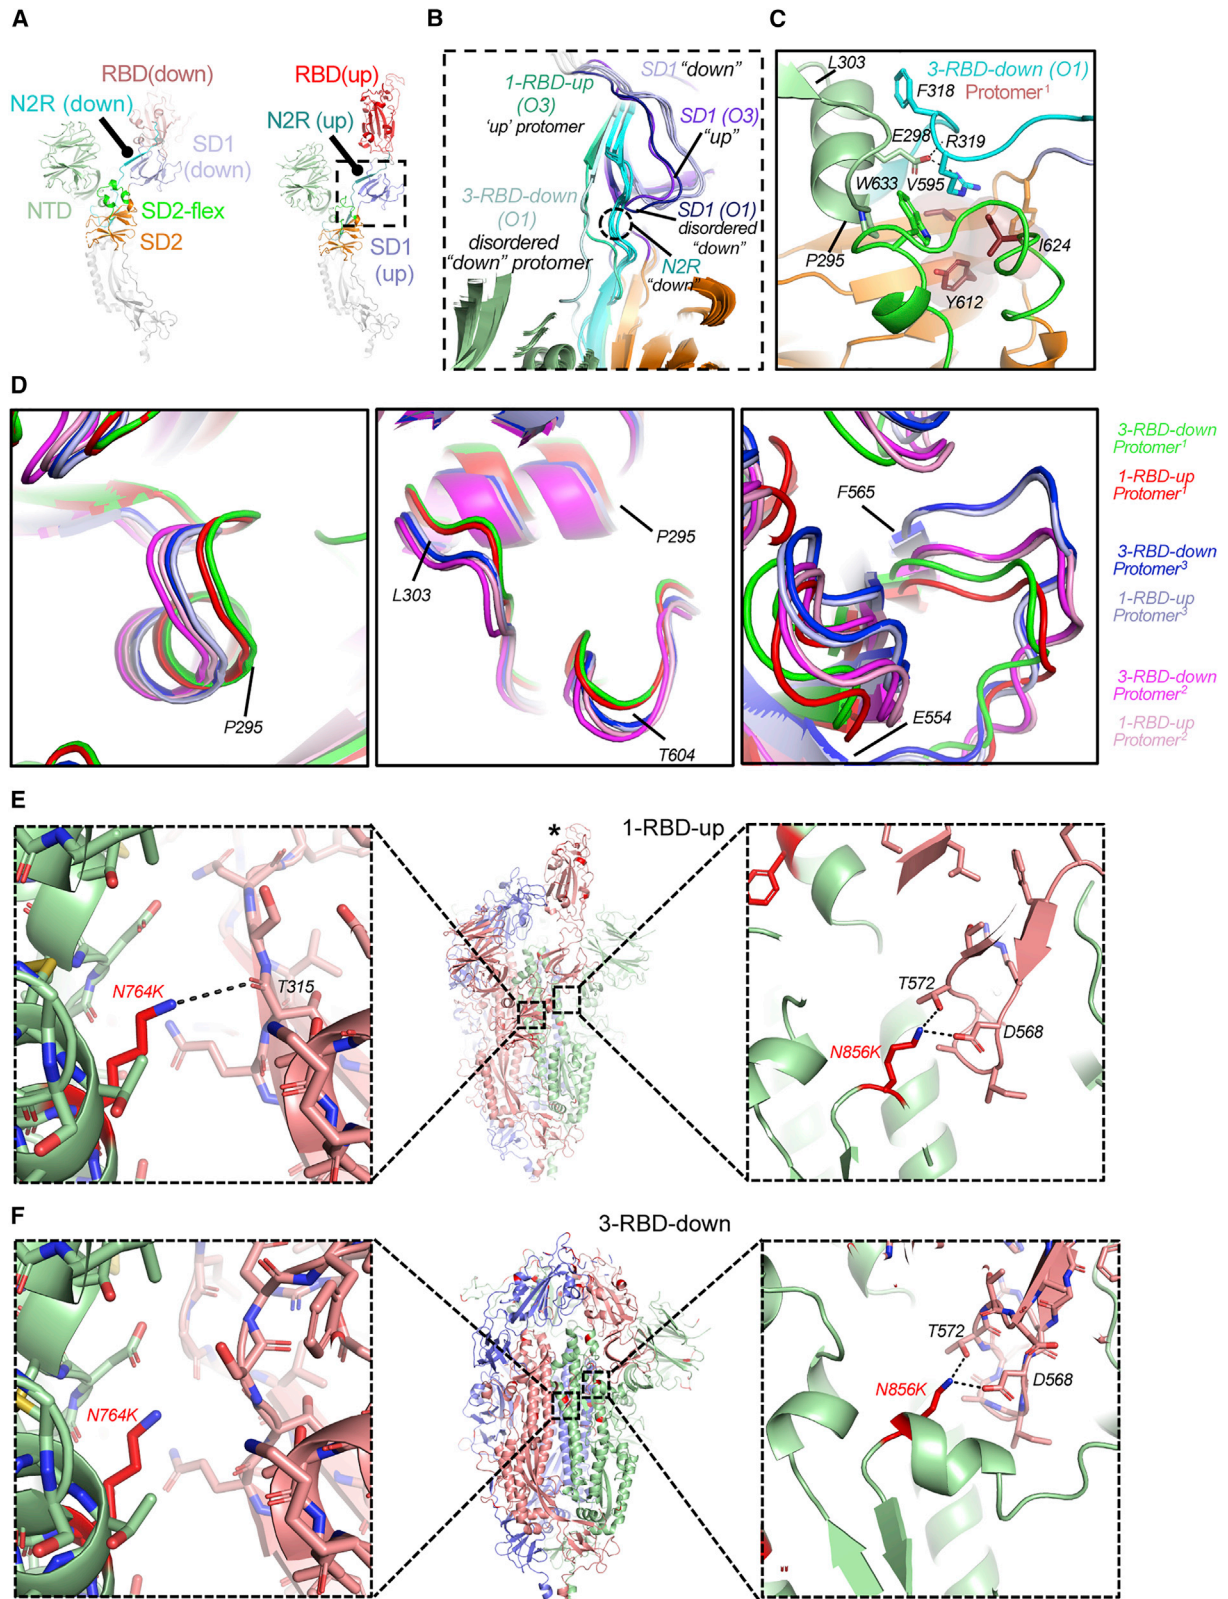 A
RBD(down)
N2R (down)
SD1
(down)
NTD
SD2-flex
SD2
RBD(up)
N2R (up)
SD1
(up)
B
1-RBD-up
(O3)
'up' protomer
SD1 "down"
SD1 (O3)
"up"
3-RBD-down
(O1)
disordered
"down" protomer
SD1 (O1)
disordered
"down"
N2R
"down"
C
L303
3-RBD-down (O1)
Protomer¹
F318
E298
R319
W633
V595
P295
I624
Y612
D
P295
L303
P295
T604
F565
E554
3-RBD-down
Protomer¹
1-RBD-up
Protomer¹
3-RBD-down
Protomer³
1-RBD-up
Protomer³
3-RBD-down
Protomer²
1-RBD-up
Protomer²
E
N764K
T315
*
1-RBD-up
T572
D568
N856K
F
N764K
3-RBD-down
T572
N856K
D568